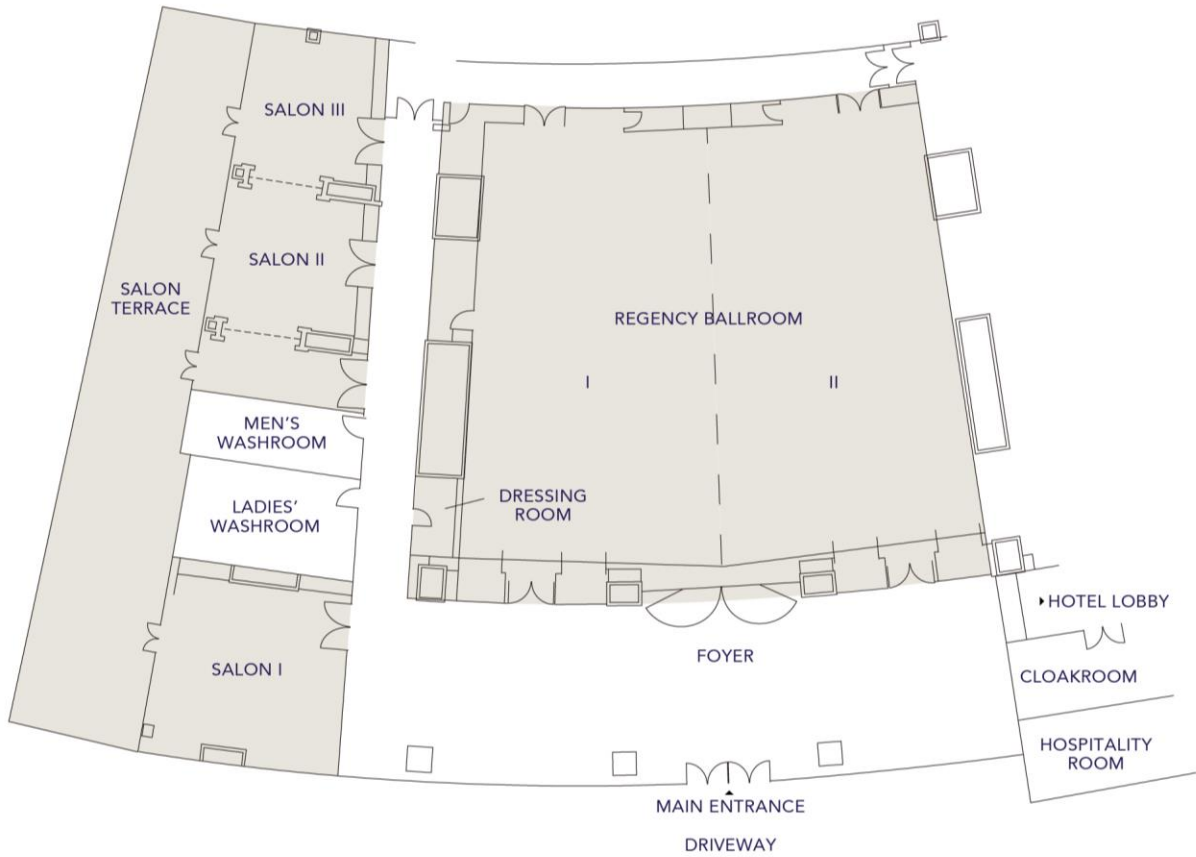 SALON III
SALON II
SALON
TERRACE
REGENCY BALLROOM
I
II
MEN'S
WASHROOM
LADIES'
WASHROOM
DRESSING
ROOM
HOTEL LOBBY
FOYER
SALON I
CLOAKROOM
HOSPITALITY
ROOM
MAIN ENTRANCE
DRIVEWAY